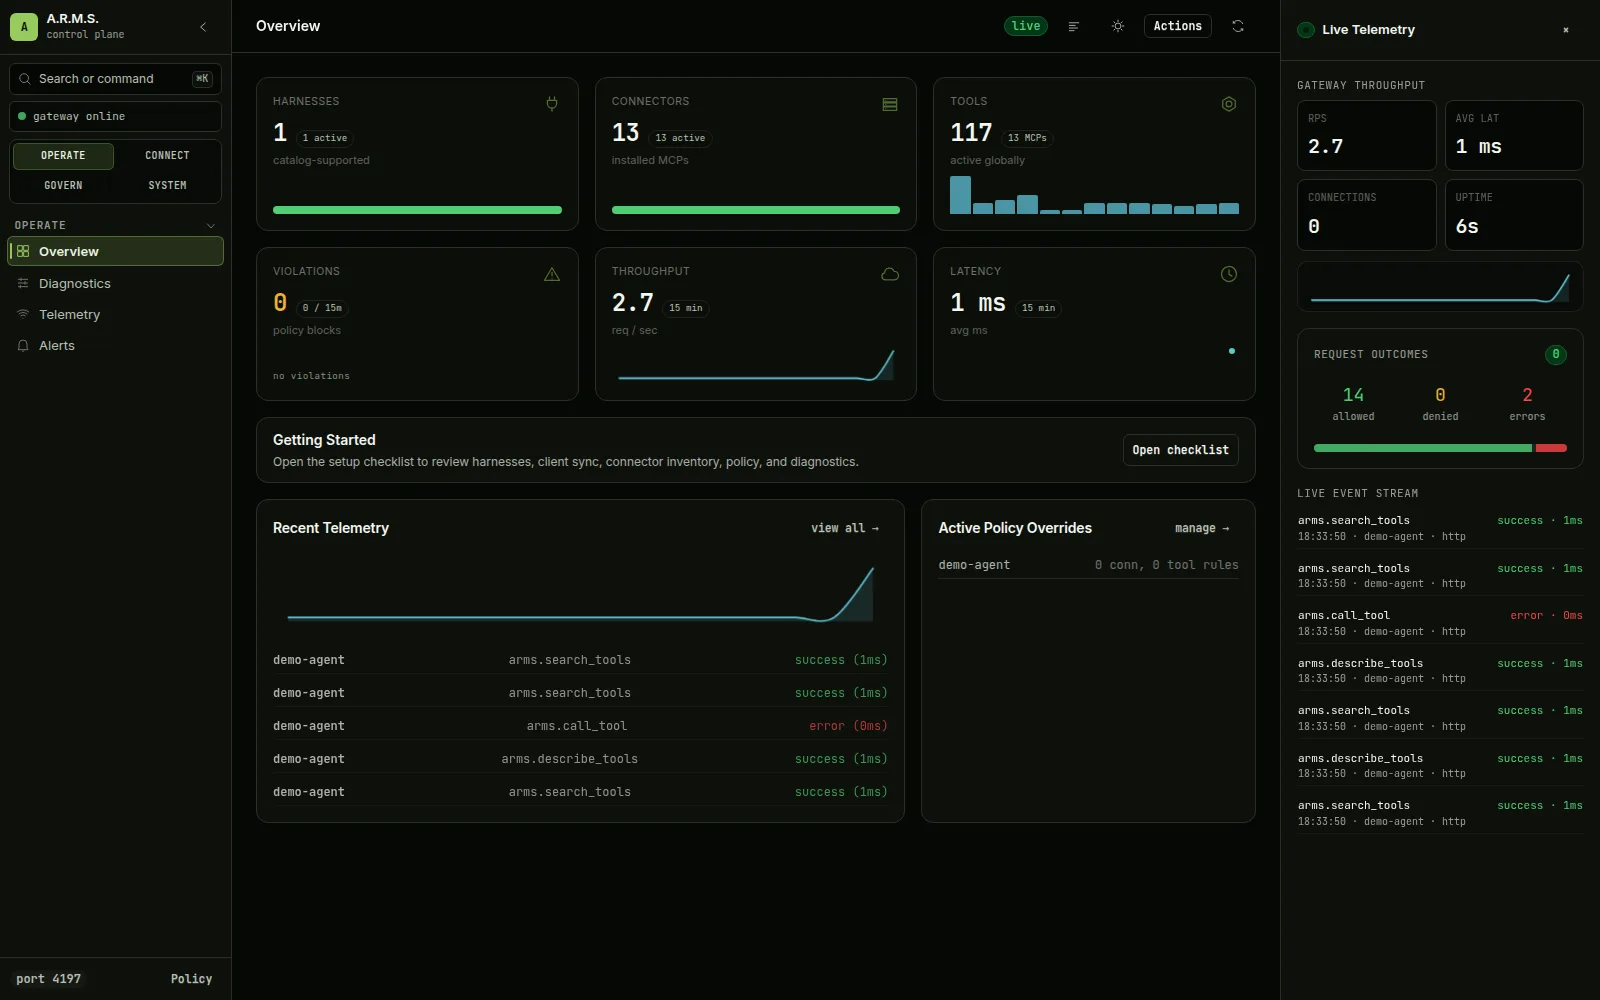 A
A.R.M.S.
control plane
Search or command
⌘K
gateway online
OPERATE
CONNECT
GOVERN
SYSTEM
OPERATE
Overview
Diagnostics
Telemetry
Alerts
port 4197
Policy
Overview
live
Actions
HARNESSES
1
1 active
catalog-supported
CONNECTORS
13
13 active
installed MCPs
TOOLS
117
13 MCPs
active globally
VIOLATIONS
0
0 / 15m
policy blocks
no violations
THROUGHPUT
2.7
15 min
req / sec
LATENCY
1 ms
15 min
avg ms
Getting Started
Open the setup checklist to review harnesses, client sync, connector inventory, policy, and diagnostics.
Open checklist
Recent Telemetry
view all →
demo-agent arms.search_tools success (1ms)
demo-agent arms.search_tools success (1ms)
demo-agent arms.call_tool error (0ms)
demo-agent arms.describe_tools success (1ms)
demo-agent arms.search_tools success (1ms)
Active Policy Overrides
manage →
demo-agent 0 conn, 0 tool rules
Live Telemetry
×
GATEWAY THROUGHPUT
RPS
2.7
AVG LAT
1 ms
CONNECTIONS
0
UPTIME
6s
REQUEST OUTCOMES
0
14
allowed
0
denied
2
errors
LIVE EVENT STREAM
arms.search_tools success · 1ms
18:33:50 · demo-agent · http
arms.search_tools success · 1ms
18:33:50 · demo-agent · http
arms.call_tool error · 0ms
18:33:50 · demo-agent · http
arms.describe_tools success · 1ms
18:33:50 · demo-agent · http
arms.search_tools success · 1ms
18:33:50 · demo-agent · http
arms.describe_tools success · 1ms
18:33:50 · demo-agent · http
arms.search_tools success · 1ms
18:33:50 · demo-agent · http